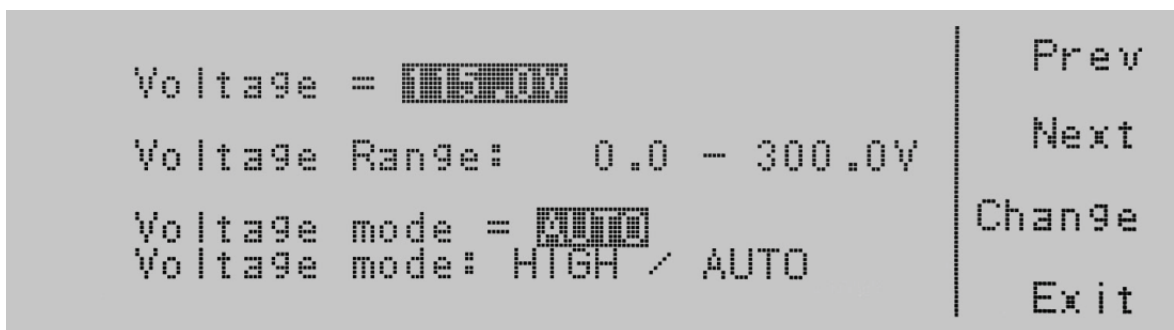 Voltage = 115.0V
Voltage Range: 0.0 - 300.0V
Voltage mode = AUTO
Voltage mode: HIGH / AUTO
Prev
Next
Change
Exit